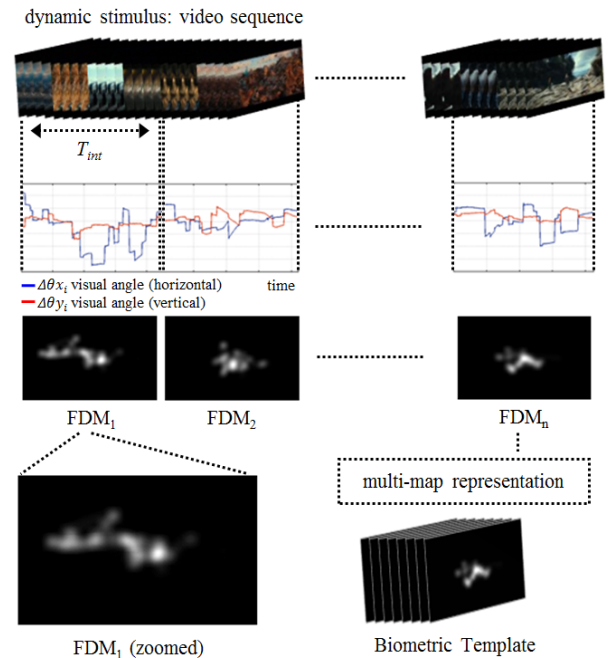 dynamic stimulus: video sequence
T_int
Δθx_i visual angle (horizontal)
time
Δθy_i visual angle (vertical)
FDM_1
FDM_2
FDM_n
multi-map representation
FDM_1 (zoomed)
Biometric Template